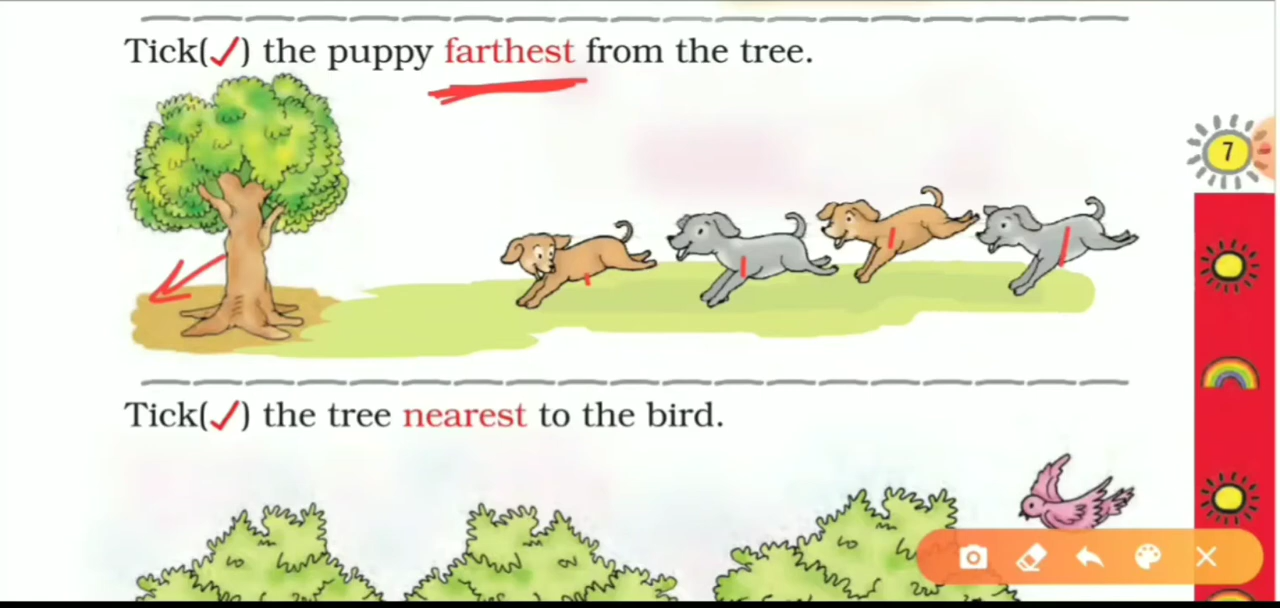 Tick(✓) the puppy farthest from the tree.
7
Tick(✓) the tree nearest to the bird.